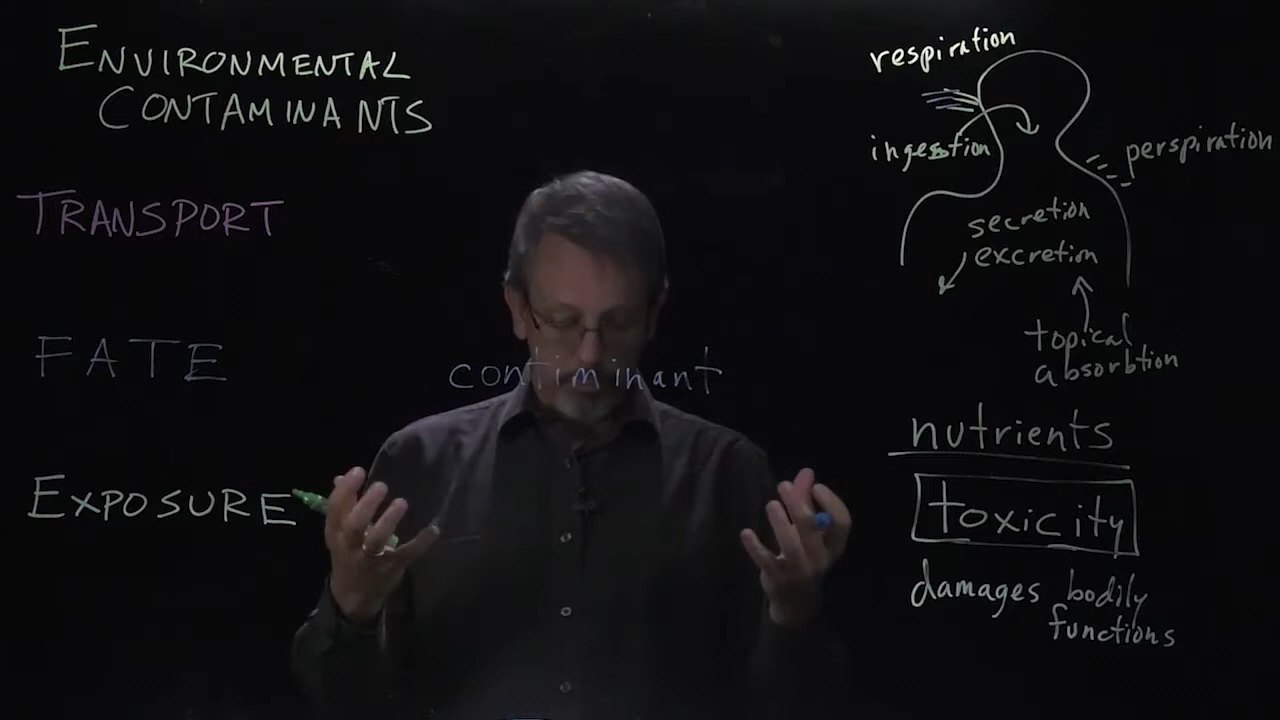 ENVIRONMENTAL
CONTAMINANTS
TRANSPORT
FATE
EXPOSURE
contiminant
respiration
ingestion
perspiration
secretion
excretion
topical
absorbtion
nutrients
toxicity
damages bodily
functions